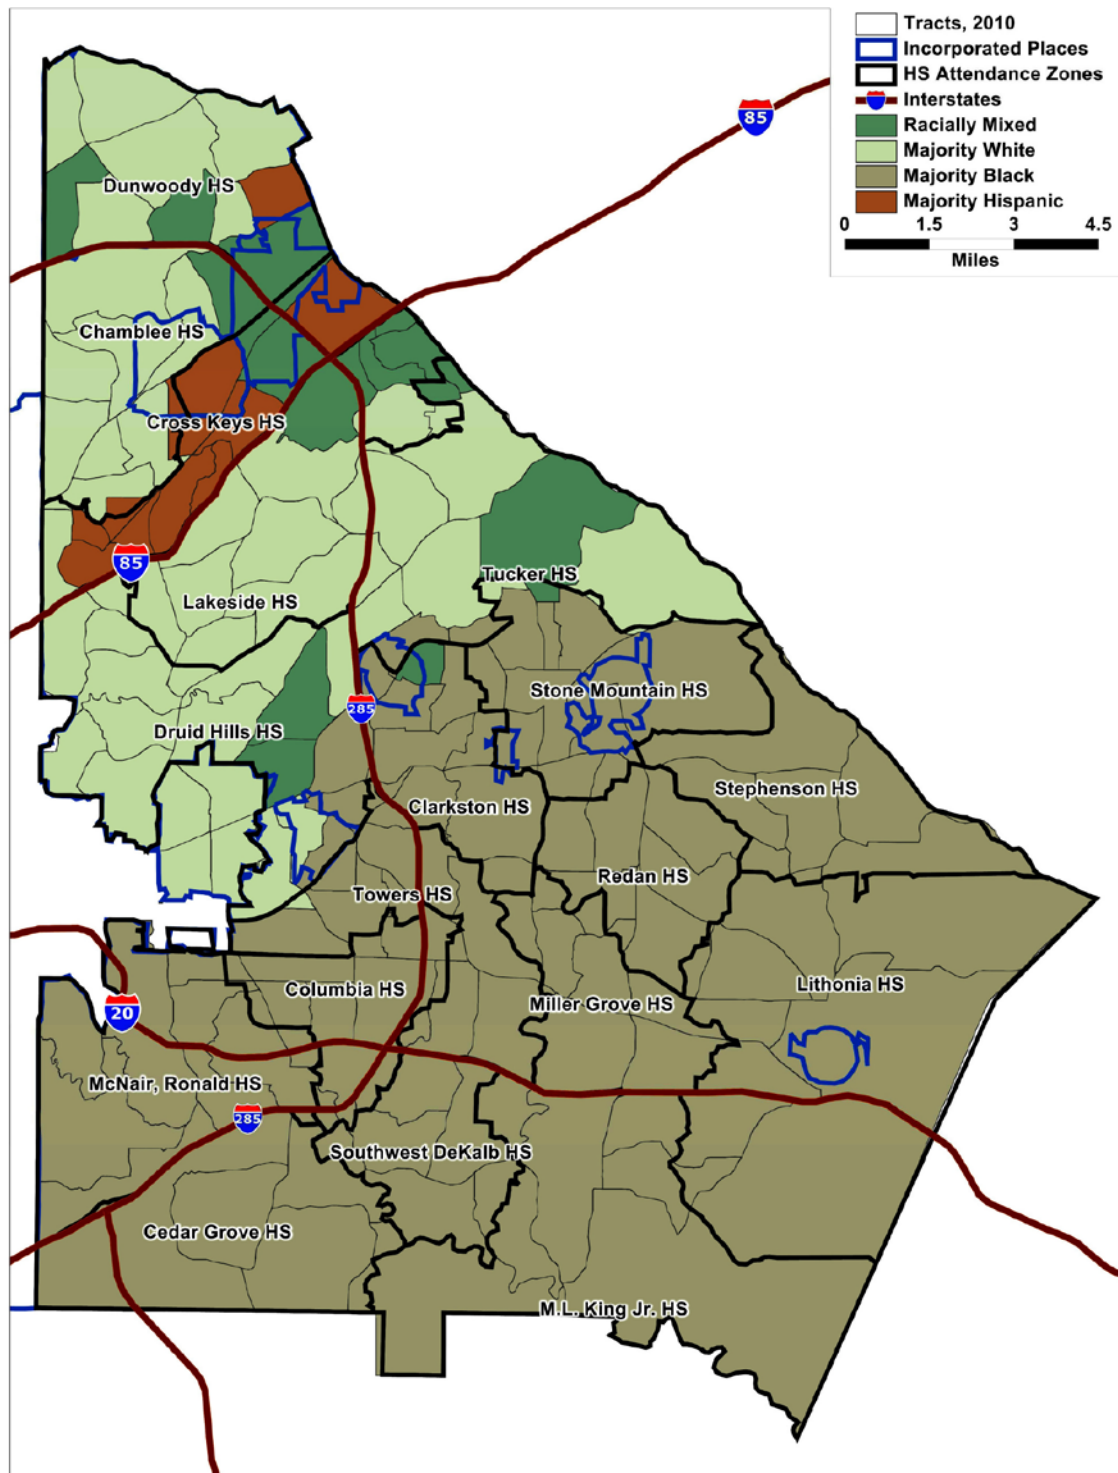 Tracts, 2010
Incorporated Places
HS Attendance Zones
Interstates
Racially Mixed
Majority White
Majority Black
Majority Hispanic
0 1.5 3 4.5
Miles
85
Dunwoody HS
Chamblee HS
Cross Keys HS
85
Tucker HS
Lakeside HS
Stone Mountain HS
285
Druid Hills HS
Stephenson HS
Clarkston HS
Redan HS
Towers HS
Lithonia HS
Columbia HS
Miller Grove HS
20
McNair, Ronald HS
285
Southwest DeKalb HS
Cedar Grove HS
M.L. King Jr. HS